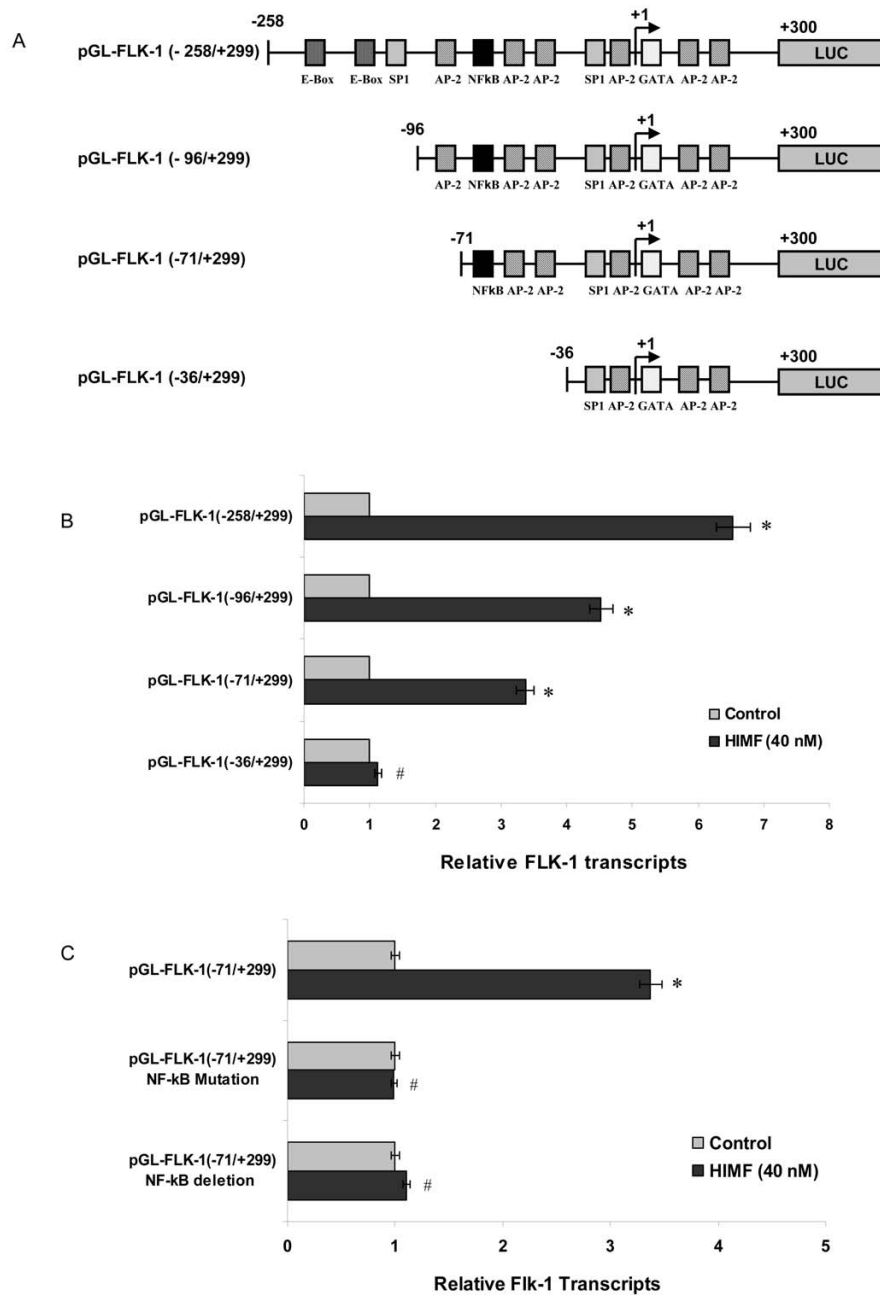 A
-258
+1
+300
pGL-FLK-1 (- 258/+299)
LUC
E-Box E-Box SP1 AP-2 NFkB AP-2 AP-2 SP1 AP-2 GATA AP-2 AP-2
-96
+1
+300
pGL-FLK-1 (- 96/+299)
LUC
AP-2 NFkB AP-2 AP-2 SP1 AP-2 GATA AP-2 AP-2
-71
+1
+300
pGL-FLK-1 (-71/+299)
LUC
NFkB AP-2 AP-2 SP1 AP-2 GATA AP-2 AP-2
-36
+1
+300
pGL-FLK-1 (-36/+299)
LUC
SP1 AP-2 GATA AP-2 AP-2
B
pGL-FLK-1(-258/+299)
*
pGL-FLK-1(-96/+299)
*
pGL-FLK-1(-71/+299)
*
Control
HIMF (40 nM)
pGL-FLK-1(-36/+299)
#
0 1 2 3 4 5 6 7 8
Relative FLK-1 transcripts
C
pGL-FLK-1(-71/+299)
*
pGL-FLK-1(-71/+299)
NF-kB Mutation
#
pGL-FLK-1(-71/+299)
NF-kB deletion
#
Control
HIMF (40 nM)
0 1 2 3 4 5
Relative Flk-1 Transcripts